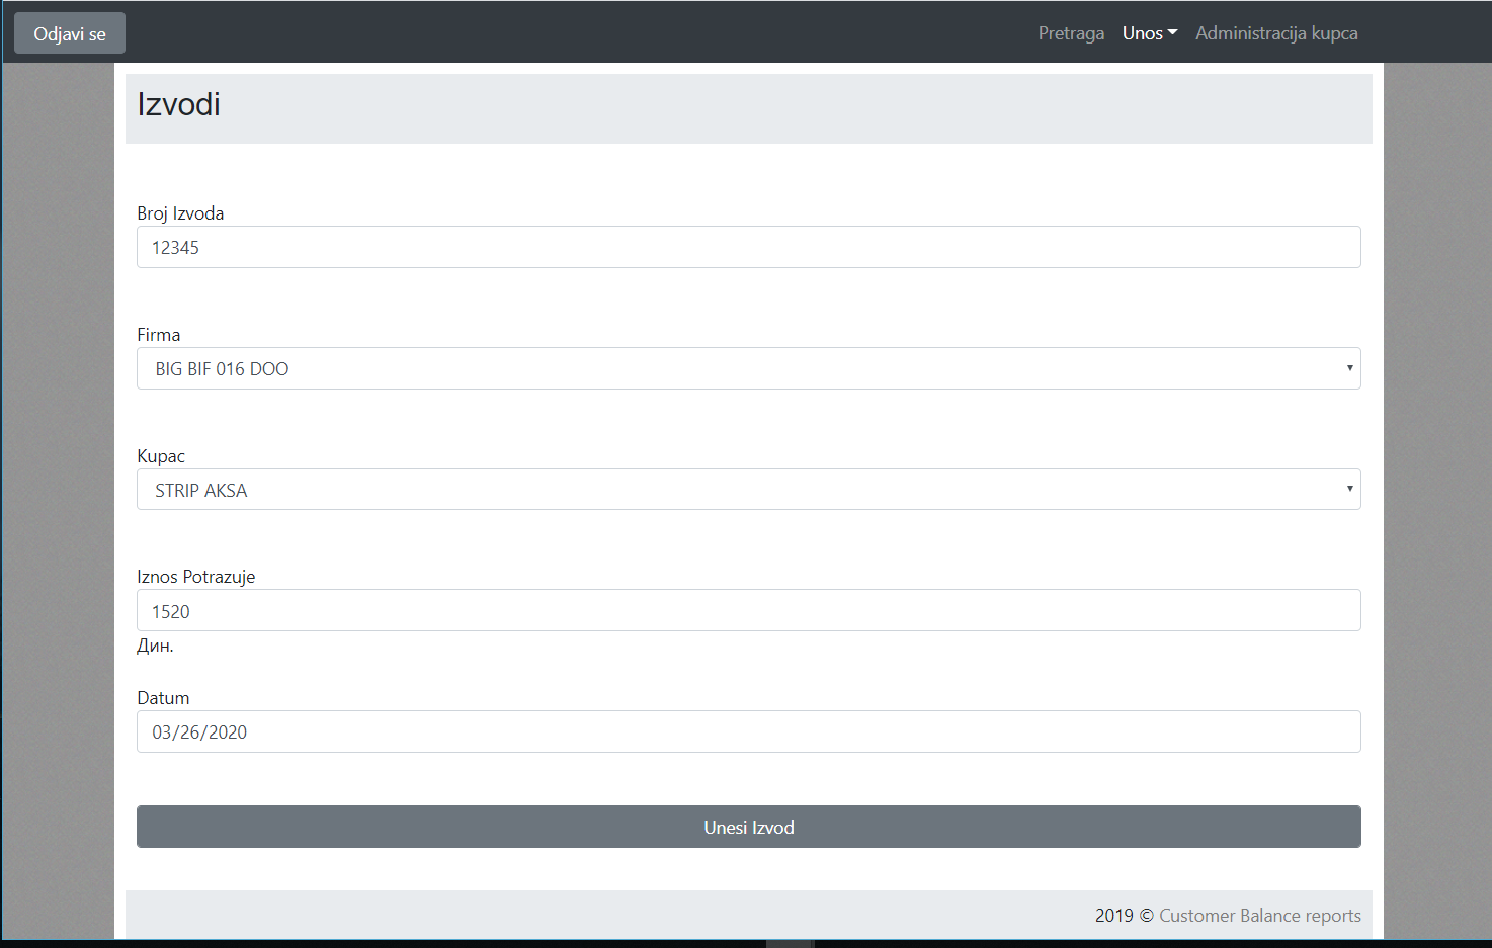 Odjavi se
Pretraga Unos Administracija kupca
Izvodi
Broj Izvoda
12345
Firma
BIG BIF 016 DOO
Kupac
STRIP AKSA
Iznos Potrazuje
1520
Дин.
Datum
03/26/2020
Unesi Izvod
2019 © Customer Balance reports